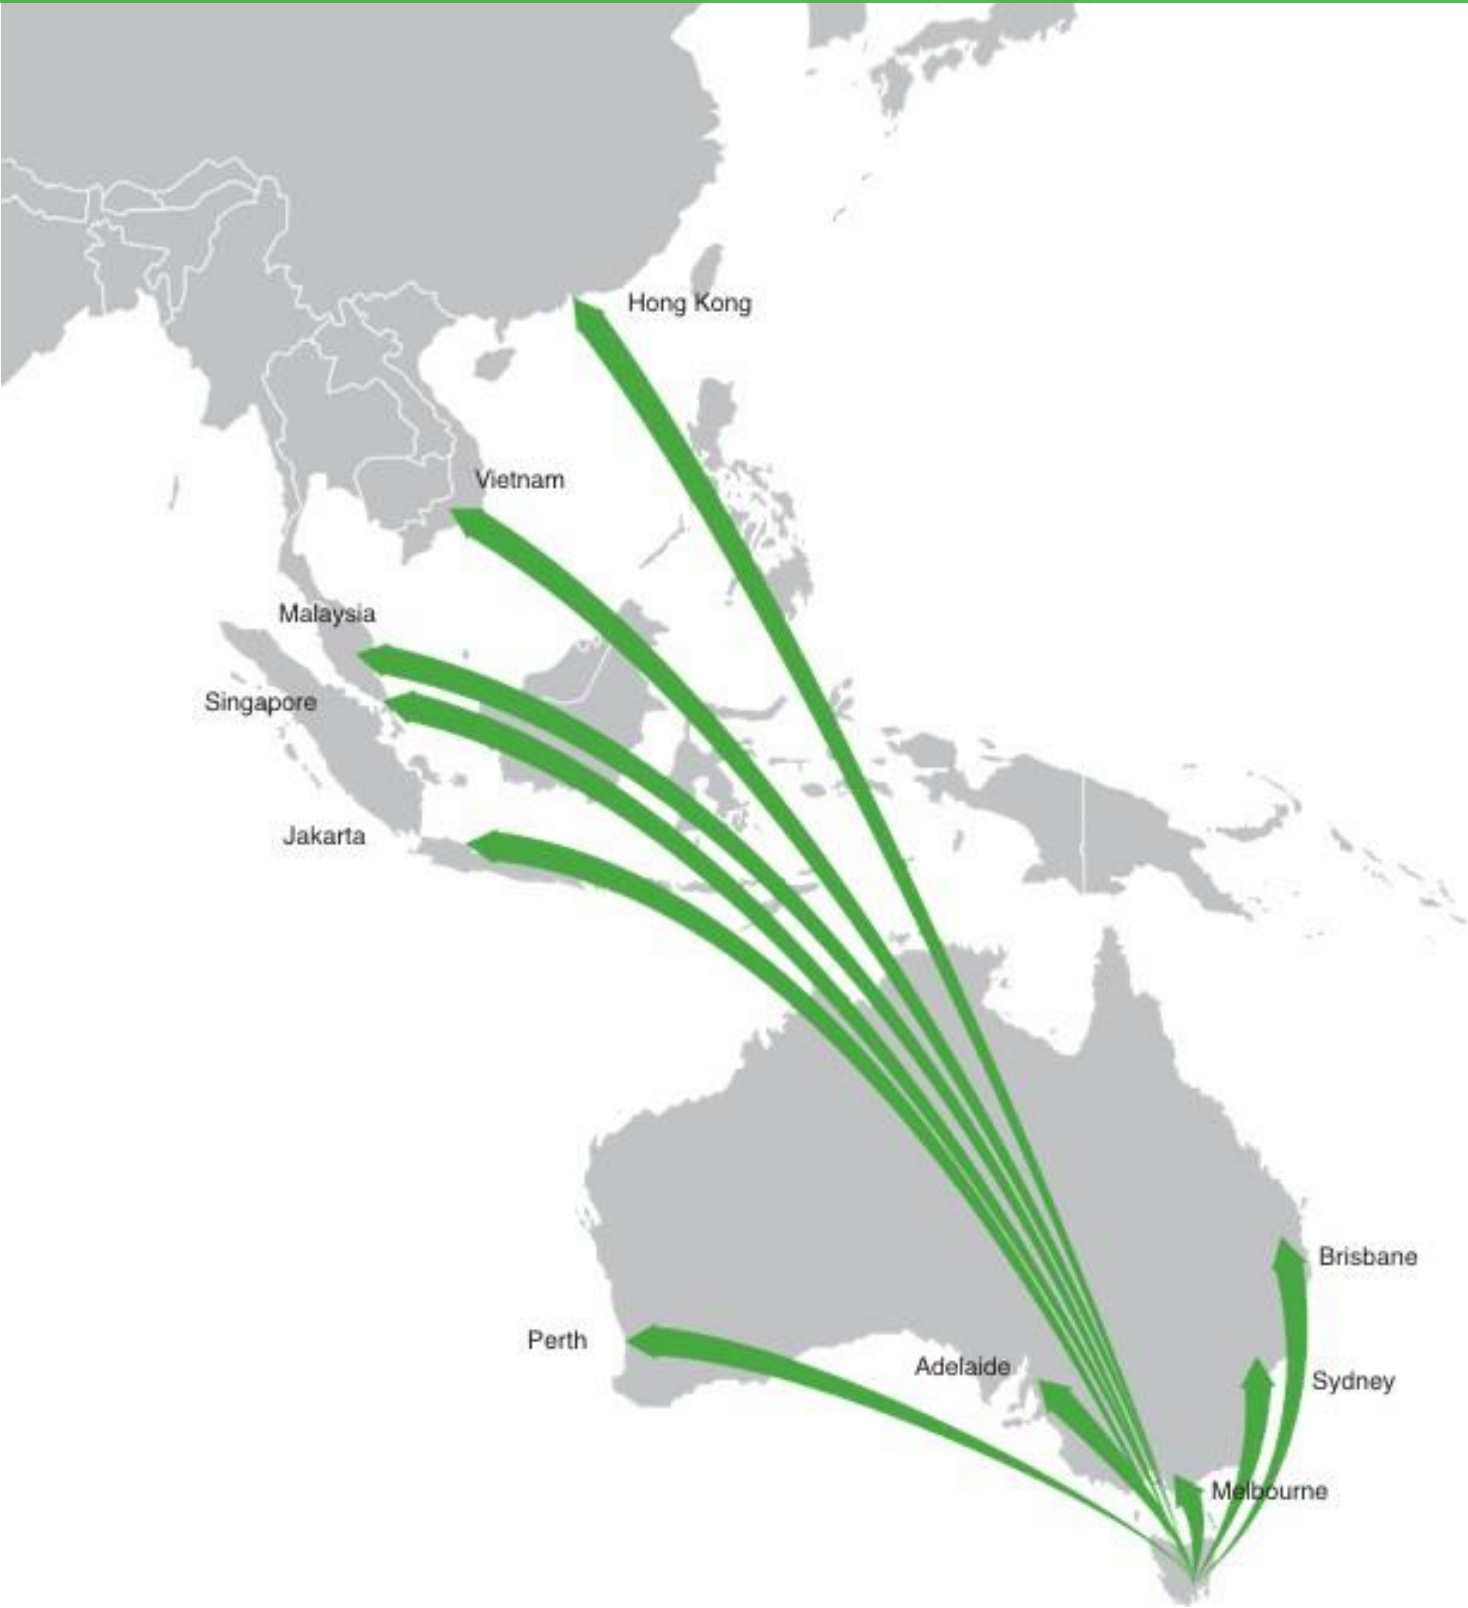 Hong Kong
Vietnam
Malaysia
Singapore
Jakarta
Brisbane
Perth
Adelaide
Sydney
Melbourne